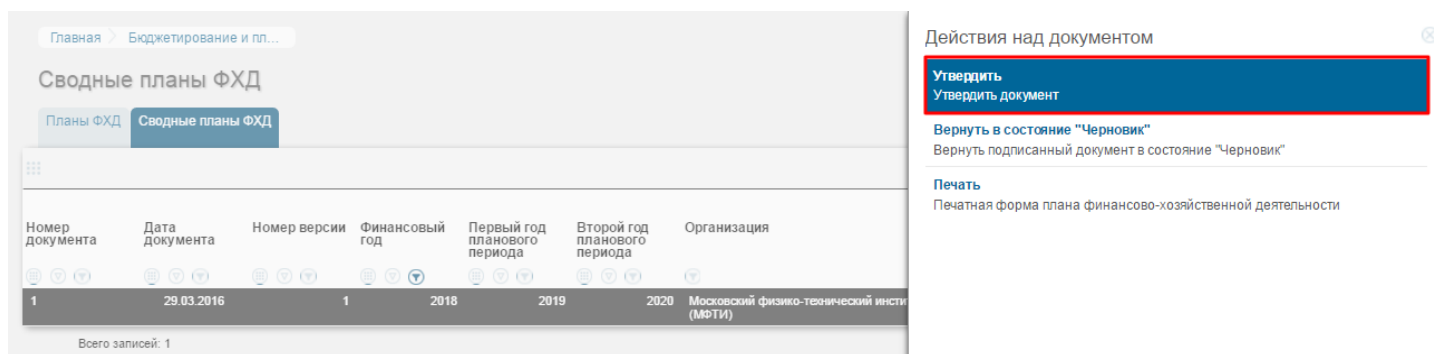 Главная Бюджетирование и пл...
Сводные планы ФХД
Планы ФХД Сводные планы ФХД
Номер документа Дата документа Номер версии Финансовый год Первый год планового периода Второй год планового периода Организация
1 29.03.2016 1 2018 2019 2020 Московский физико-технический инсти
(МФТИ)
Всего записей: 1
Действия над документом
Утвердить
Утвердить документ
Вернуть в состояние "Черновик"
Вернуть подписанный документ в состояние "Черновик"
Печать
Печатная форма плана финансово-хозяйственной деятельности